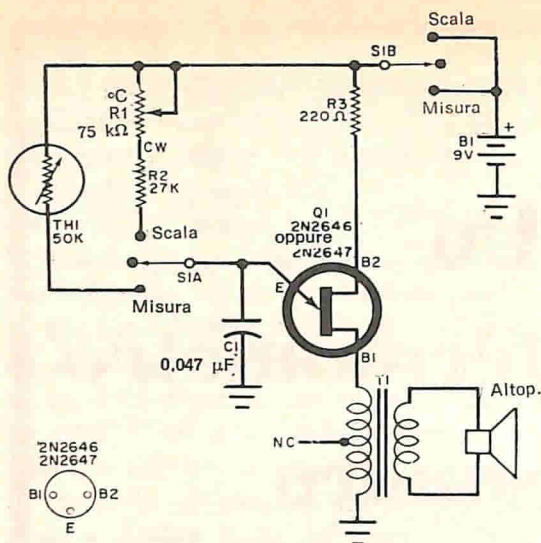 Scala
S1B
Misura
+
B1
9V
°C
R1
75 kΩ
CW
R2
27K
R3
220Ω
TH1
50K
Scala
S1A
Misura
Q1
2N2646
oppure
2N2647
B2
E
B1
C1
0,047 μF
T1
Altop.
NC
2N2646
2N2647
B1
B2
E